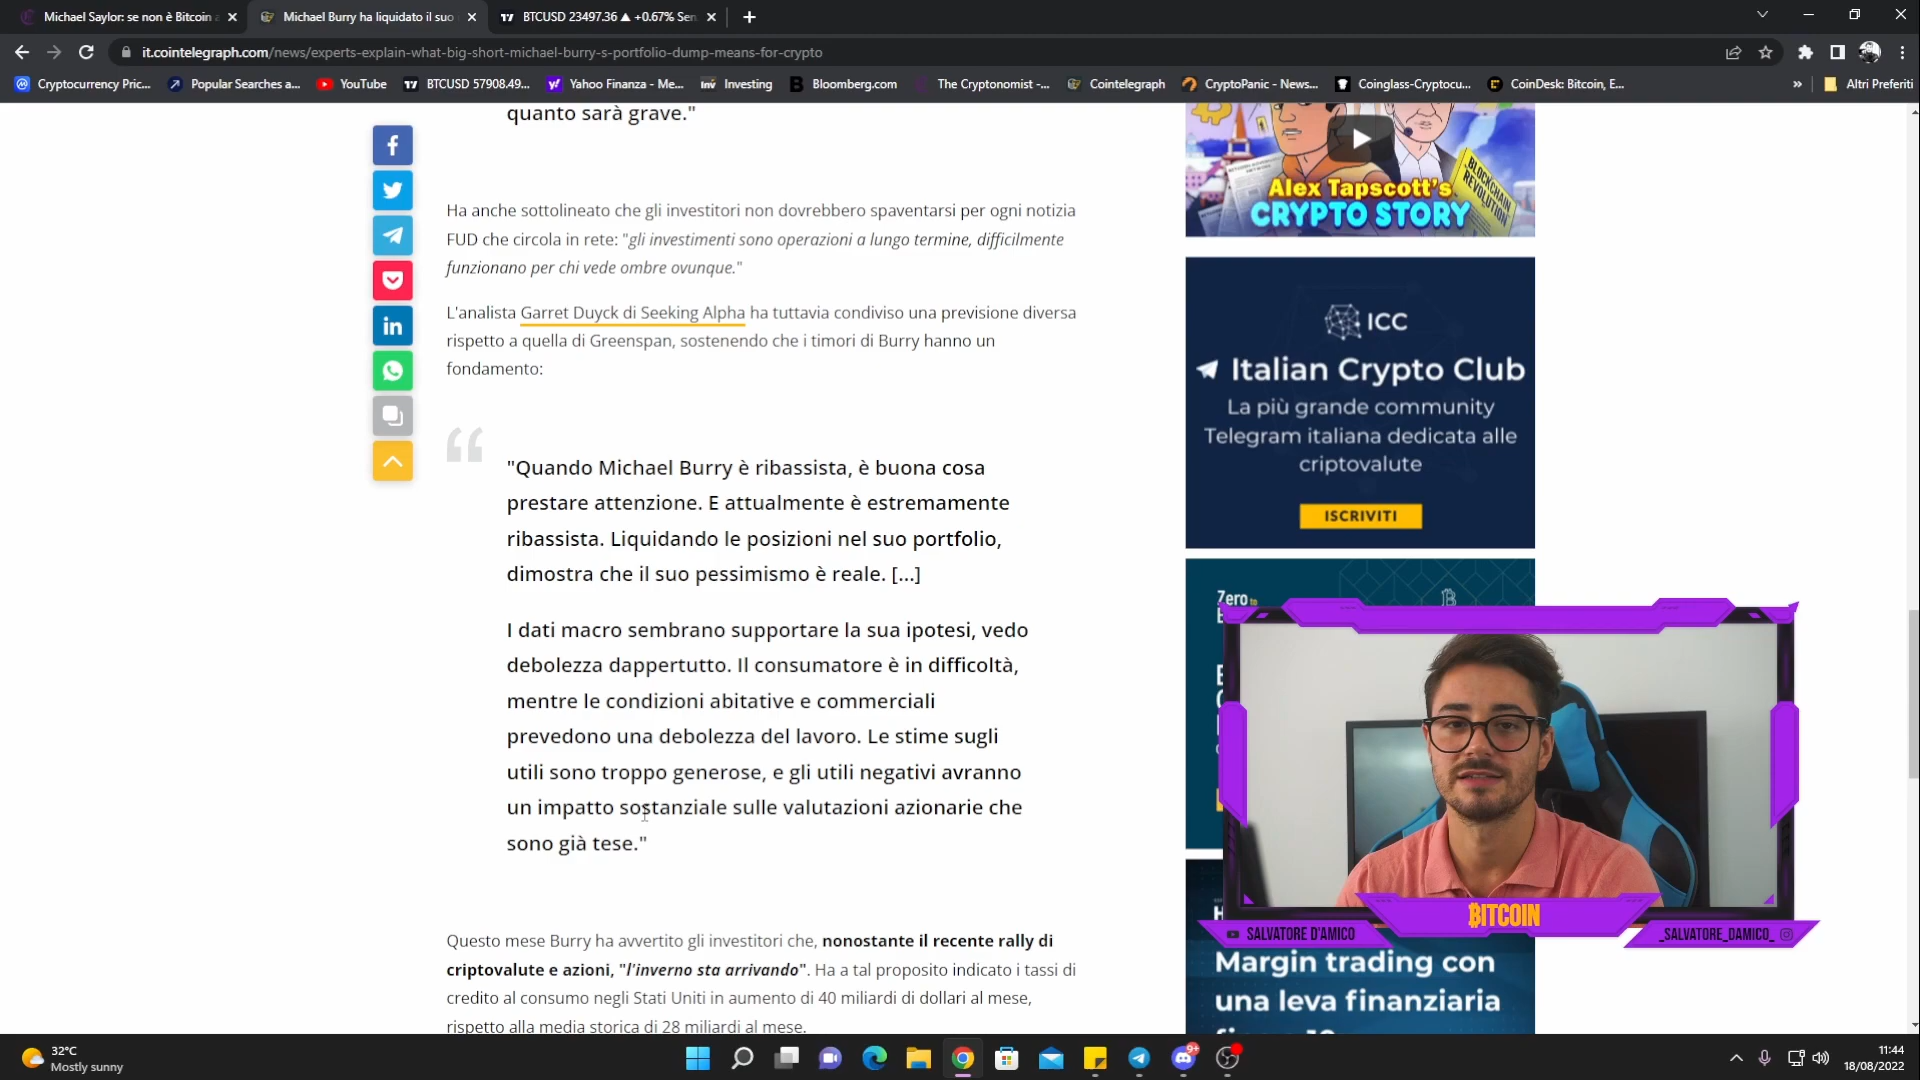 Michael Saylor: se non è Bitcoin
Michael Burry ha liquidato il suo
BTCUSD 23497.36 ▲ +0.67% Sen
it.cointelegraph.com/news/experts-explain-what-big-short-michael-burry-s-portfolio-dump-means-for-crypto
Cryptocurrency Pric...
Popular Searches a...
YouTube
BTCUSD 57908.49...
Yahoo Finanza - Me...
Inv Investing
Bloomberg.com
The Cryptonomist -...
Cointelegraph
CryptoPanic - News...
Coinglass-Cryptocu...
CoinDesk: Bitcoin, E...
»
Altri Preferiti
quanto sarà grave."
Ha anche sottolineato che gli investitori non dovrebbero spaventarsi per ogni notizia
FUD che circola in rete: "gli investimenti sono operazioni a lungo termine, difficilmente
funzionano per chi vede ombre ovunque."
L'analista Garret Duyck di Seeking Alpha ha tuttavia condiviso una previsione diversa
rispetto a quella di Greenspan, sostenendo che i timori di Burry hanno un
fondamento:
"Quando Michael Burry è ribassista, è buona cosa
prestare attenzione. E attualmente è estremamente
ribassista. Liquidando le posizioni nel suo portfolio,
dimostra che il suo pessimismo è reale. [...]
I dati macro sembrano supportare la sua ipotesi, vedo
debolezza dappertutto. Il consumatore è in difficoltà,
mentre le condizioni abitative e commerciali
prevedono una debolezza del lavoro. Le stime sugli
utili sono troppo generose, e gli utili negativi avranno
un impatto sostanziale sulle valutazioni azionarie che
sono già tese."
Questo mese Burry ha avvertito gli investitori che, nonostante il recente rally di
criptovalute e azioni, "l'inverno sta arrivando". Ha a tal proposito indicato i tassi di
credito al consumo negli Stati Uniti in aumento di 40 miliardi di dollari al mese,
rispetto alla media storica di 28 miliardi al mese.
BLOCKCHAIN REVOLUTION
Alex Tapscott's
CRYPTO STORY
ICC
Italian Crypto Club
La più grande community
Telegram italiana dedicata alle
criptovalute
ISCRIVITI
Zero to
BITCOIN
SALVATORE D'AMICO
_SALVATORE_DAMICO_
Margin trading con
una leva finanziaria
32°C
Mostly sunny
9+
11:44
18/08/2022